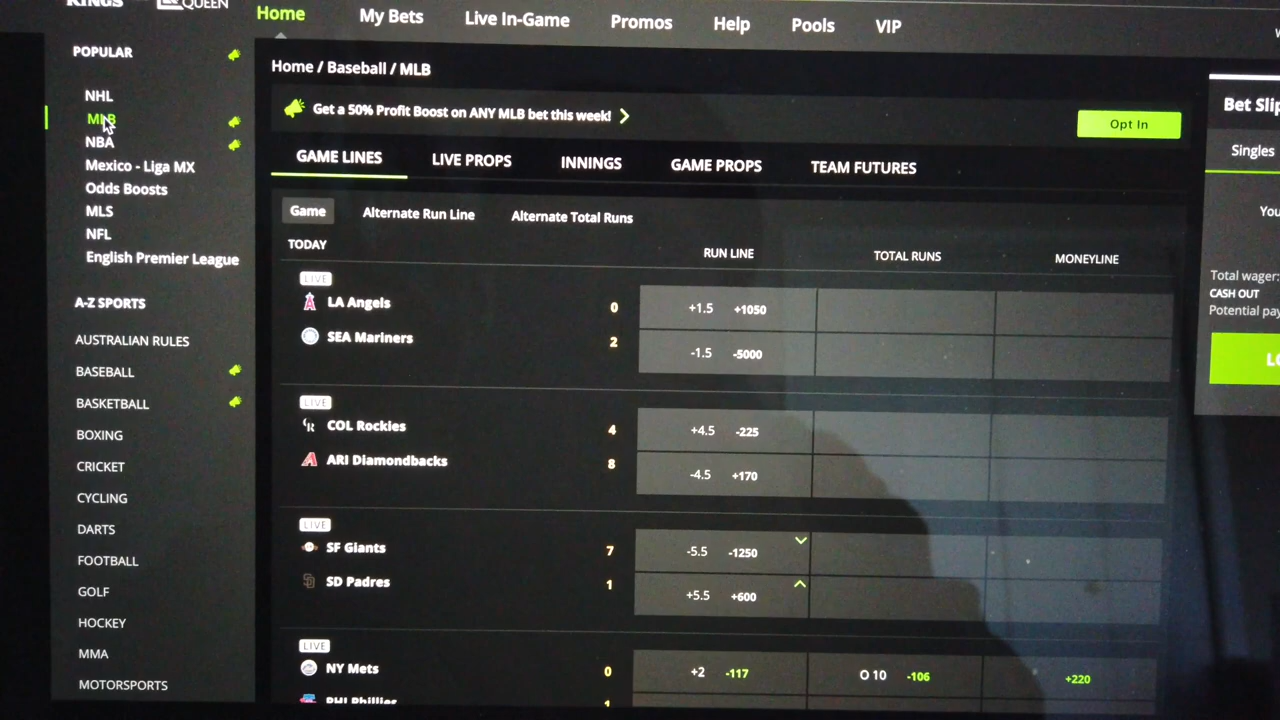 KINGS QUEEN
Home My Bets Live In-Game Promos Help Pools VIP
POPULAR
NHL
MLB
NBA
Mexico - Liga MX
Odds Boosts
MLS
NFL
English Premier League
A-Z SPORTS
AUSTRALIAN RULES
BASEBALL
BASKETBALL
BOXING
CRICKET
CYCLING
DARTS
FOOTBALL
GOLF
HOCKEY
MMA
MOTORSPORTS
Home / Baseball / MLB
Get a 50% Profit Boost on ANY MLB bet this week!
Opt In
GAME LINES LIVE PROPS INNINGS GAME PROPS TEAM FUTURES
Game Alternate Run Line Alternate Total Runs
TODAY RUN LINE TOTAL RUNS MONEYLINE
LIVE
LA Angels 0 +1.5 +1050
SEA Mariners 2 -1.5 -5000
LIVE
COL Rockies 4 +4.5 -225
ARI Diamondbacks 8 -4.5 +170
LIVE
SF Giants 7 -5.5 -1250
SD Padres 1 +5.5 +600
LIVE
NY Mets 0 +2 -117 O 10 -106 +220
PHI Phillies 1
Bet Slip
Singles
You
Total wager:
CASH OUT
Potential pay